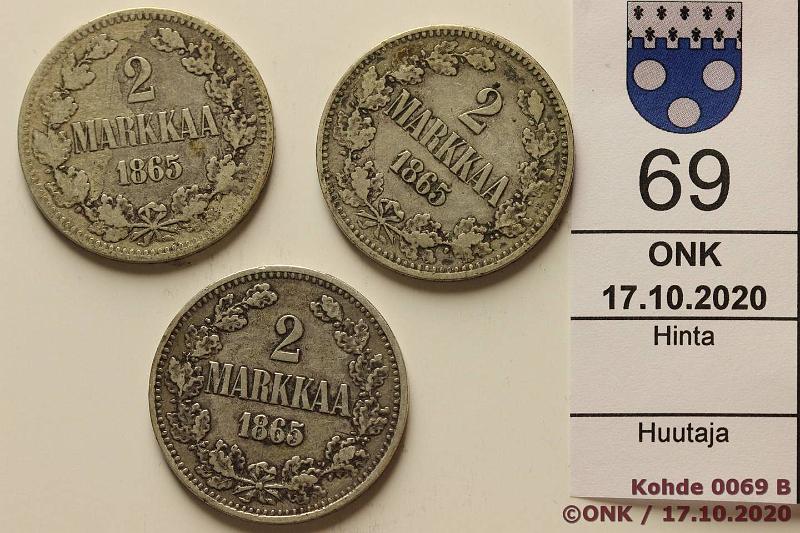 2
MARKKAA
1865
2
MARKKAA
1865
2
MARKKAA
1865
69
ONK
17.10.2020
Hinta
Huutaja
Kohde 0069 B
©ONK / 17.10.2020